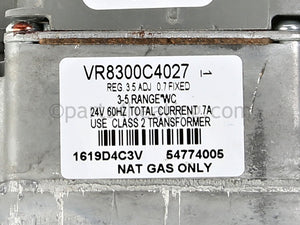 VR8300C4027
REG 3.5 ADJ 0.7 FIXED
3-5 RANGE"WC
24V 60HZ TOTAL CURRENT .7A
USE CLASS 2 TRANSFORMER
1619D4C3V 54774005
NAT GAS ONLY